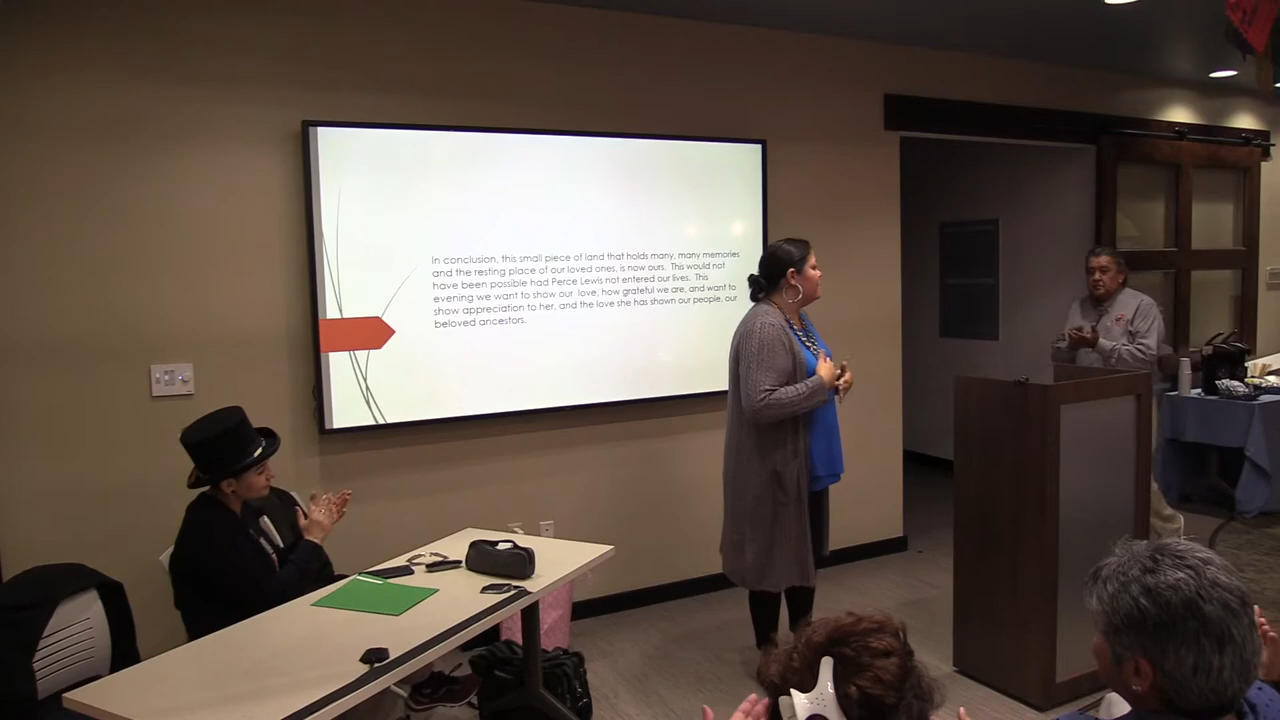 In conclusion, this small piece of land that holds many, many memories
and the resting place of our loved ones, is now ours.  This would not
have been possible had Perce Lewis not entered our lives.  This
evening we want to show our  love, how grateful we are, and want to
show appreciation to her, and the love she has shown our people, our
beloved ancestors.